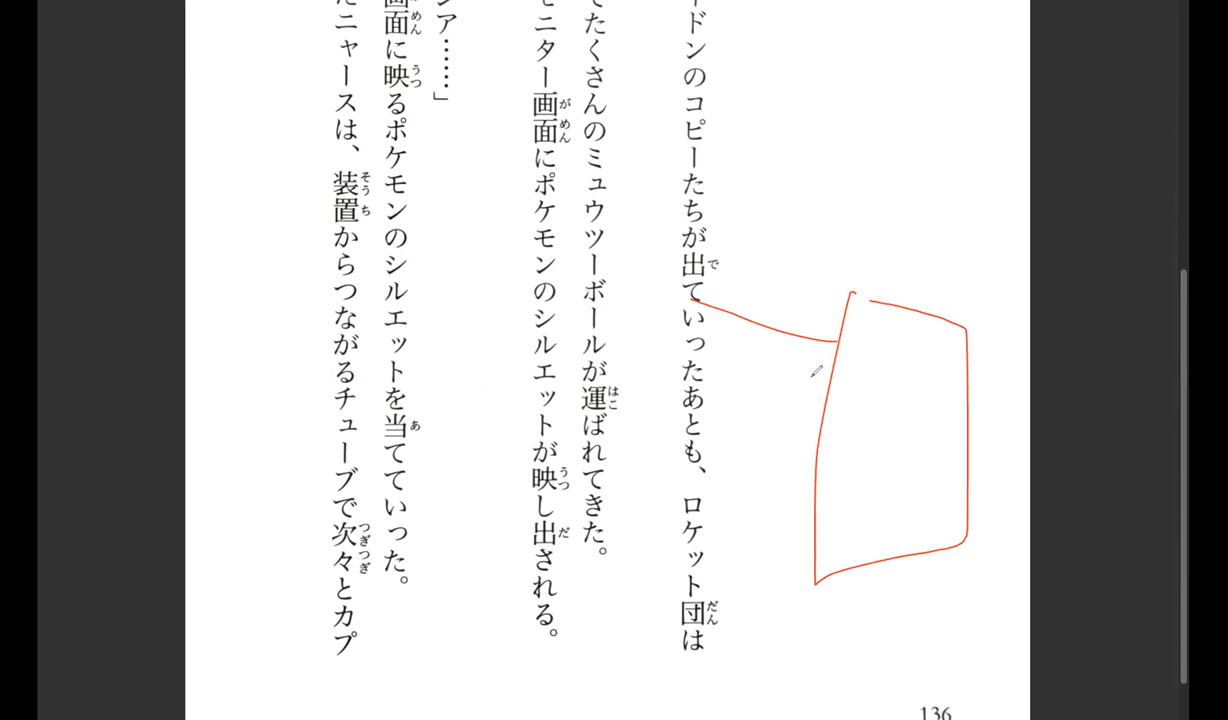 ドンのコピーたちが出ていったあとも、ロケット団は
たくさんのミュウツーボールが運ばれてきた。
ニター画面にポケモンのシルエットが映し出される。
ア……」
面に映るポケモンのシルエットを当てていった。
ニャースは、装置からつながるチューブで次々とカプ
136